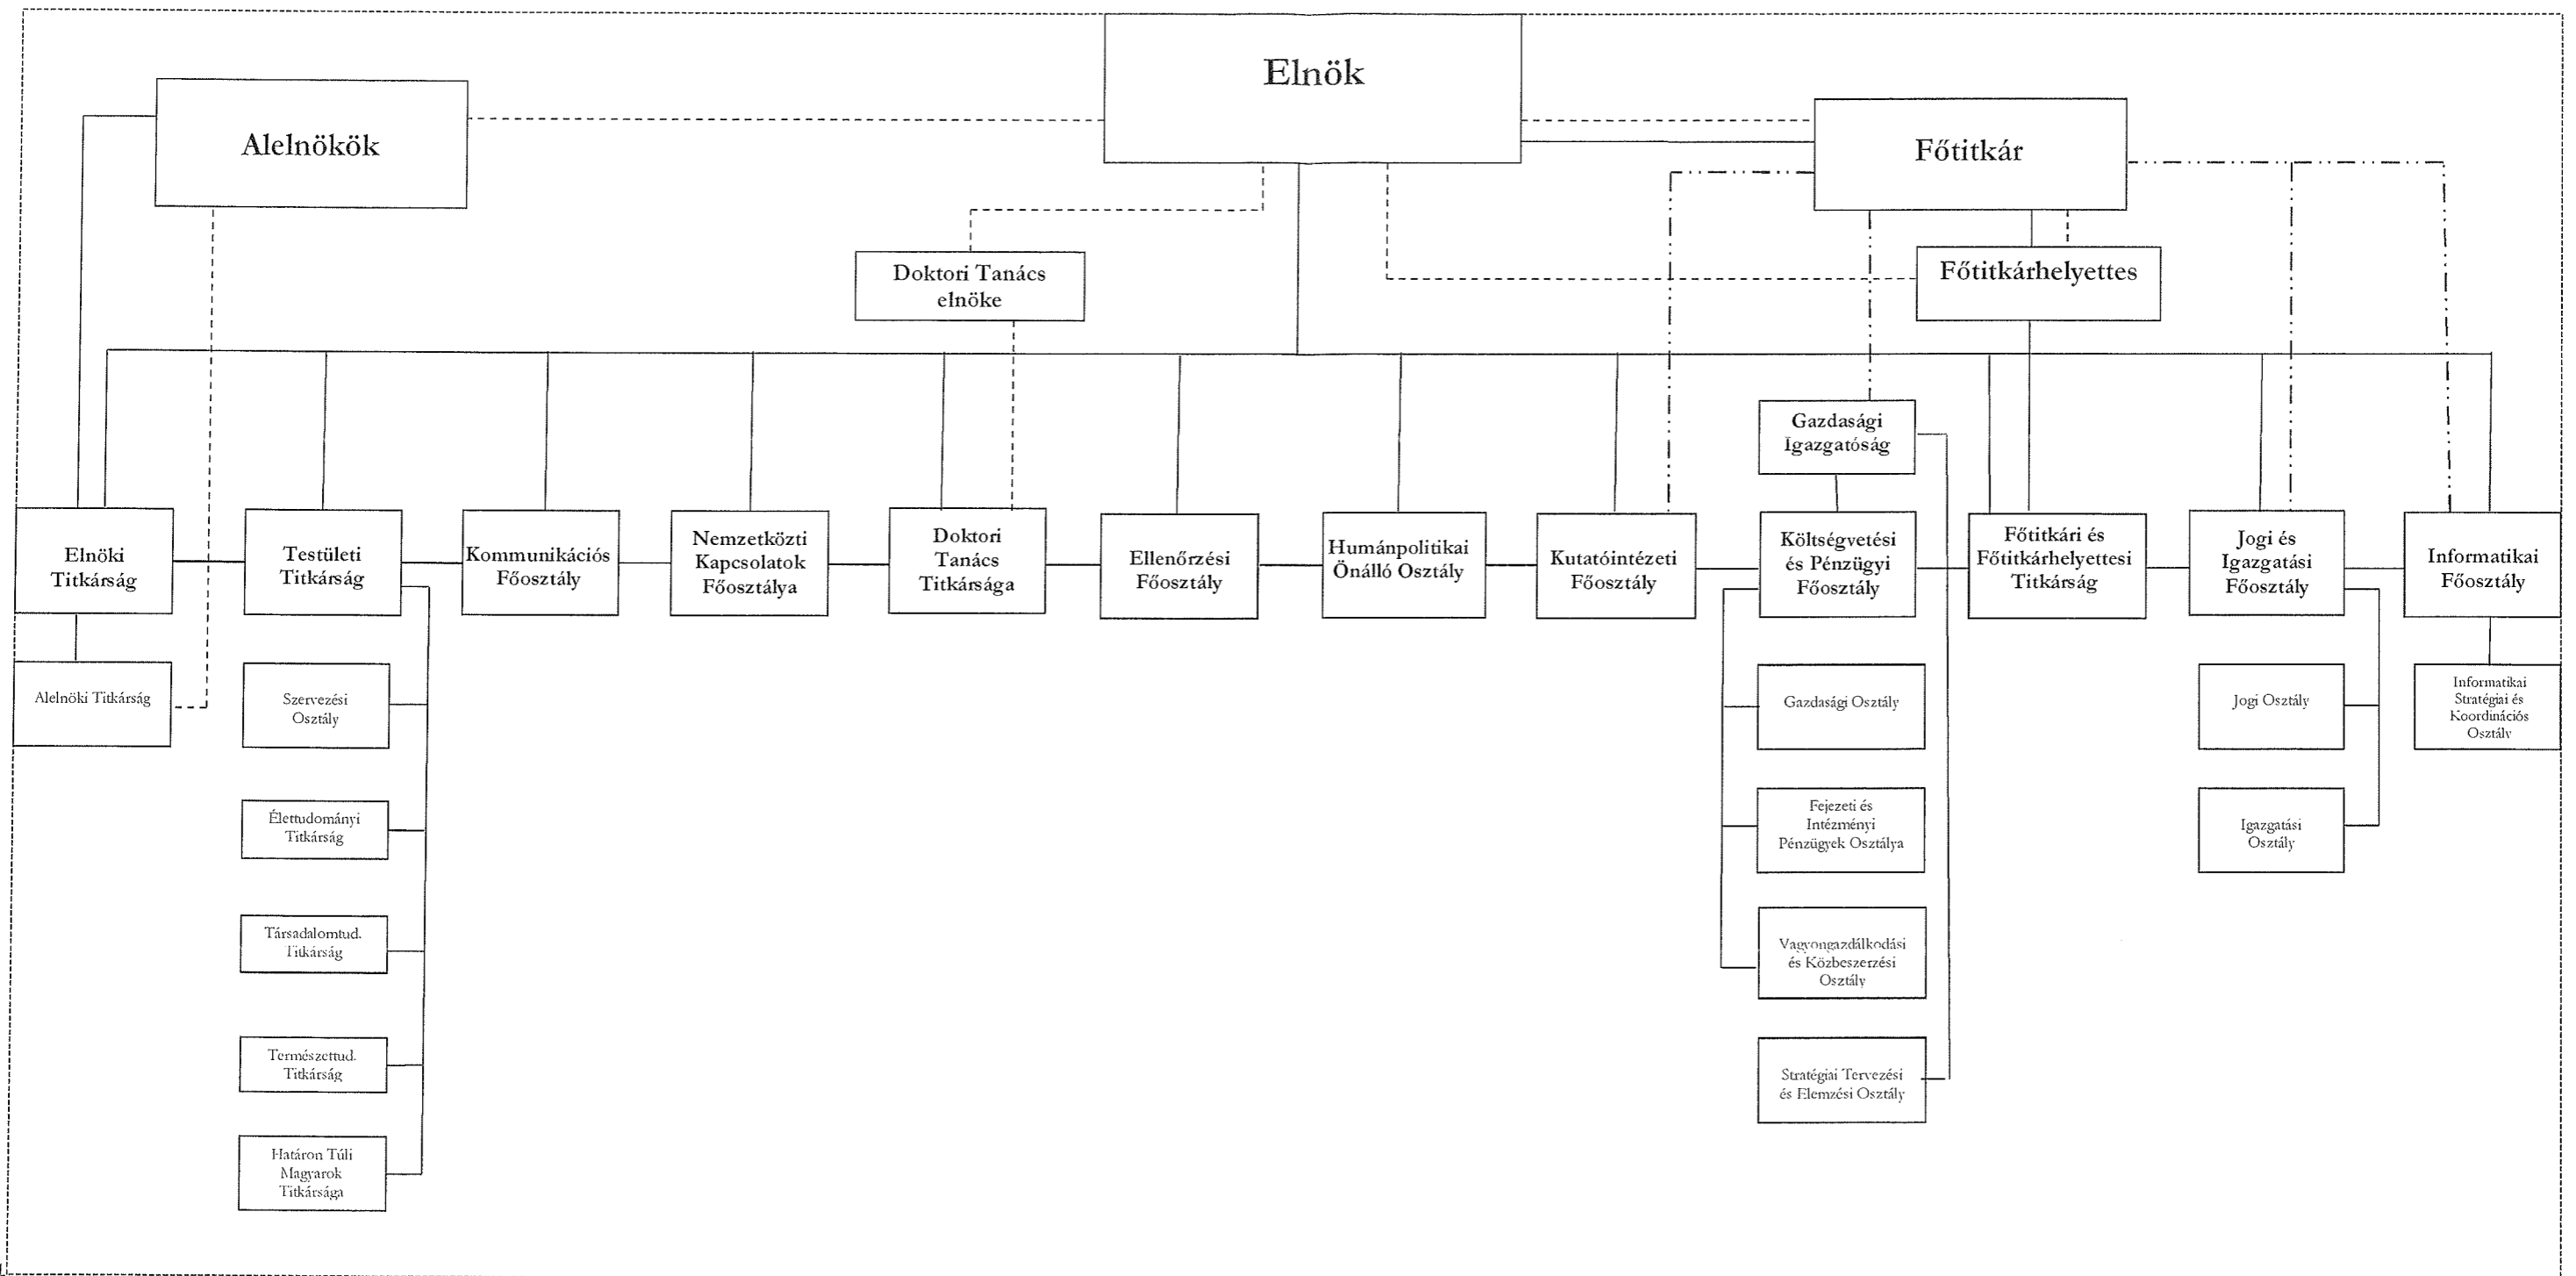 Elnök
Alelnökök
Főtitkár
Doktori Tanács
elnöke
Főtitkárhelyettes
Gazdasági
Igazgatóság
Elnöki
Titkárság
Testületi
Titkárság
Kommunikációs
Főosztály
Nemzetközti
Kapcsolatok
Főosztálya
Doktori
Tanács
Titkársága
Ellenőrzési
Főosztály
Humánpolitikai
Önálló Osztály
Kutatóintézeti
Főosztály
Költségvetési
és Pénzügyi
Főosztály
Főtitkári és
Főtitkárhelyettesi
Titkárság
Jogi és
Igazgatási
Főosztály
Informatikai
Főosztály
Alelnöki Titkárság
Szervezési
Osztály
Gazdasági Osztály
Jogi Osztály
Informatikai
Stratégiai és
Koordinációs
Osztály
Élettudományi
Titkárság
Fejezeti és
Intézményi
Pénzügyek Osztálya
Igazgatási
Osztály
Társadalomtud.
Titkárság
Vagyongazdálkodási
és Közbeszerzési
Osztály
Természettud.
Titkárság
Stratégiai Tervezési
és Elemzési Osztály
Határon Túli
Magyarok
Titkársága